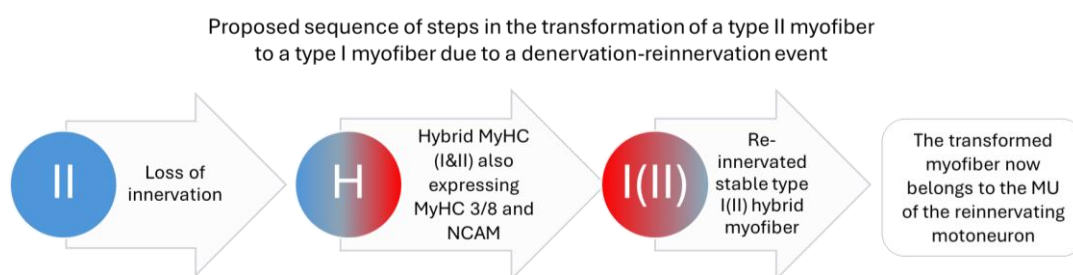 Proposed sequence of steps in the transformation of a type II myofiber
to a type I myofiber due to a denervation-reinnervation event
II
Loss of
innervation
H
Hybrid MyHC
(I&II) also
expressing
MyHC 3/8 and
NCAM
I(II)
Re-
innervated
stable type
I(II) hybrid
myofiber
The transformed
myofiber now
belongs to the MU
of the reinnervating
motoneuron